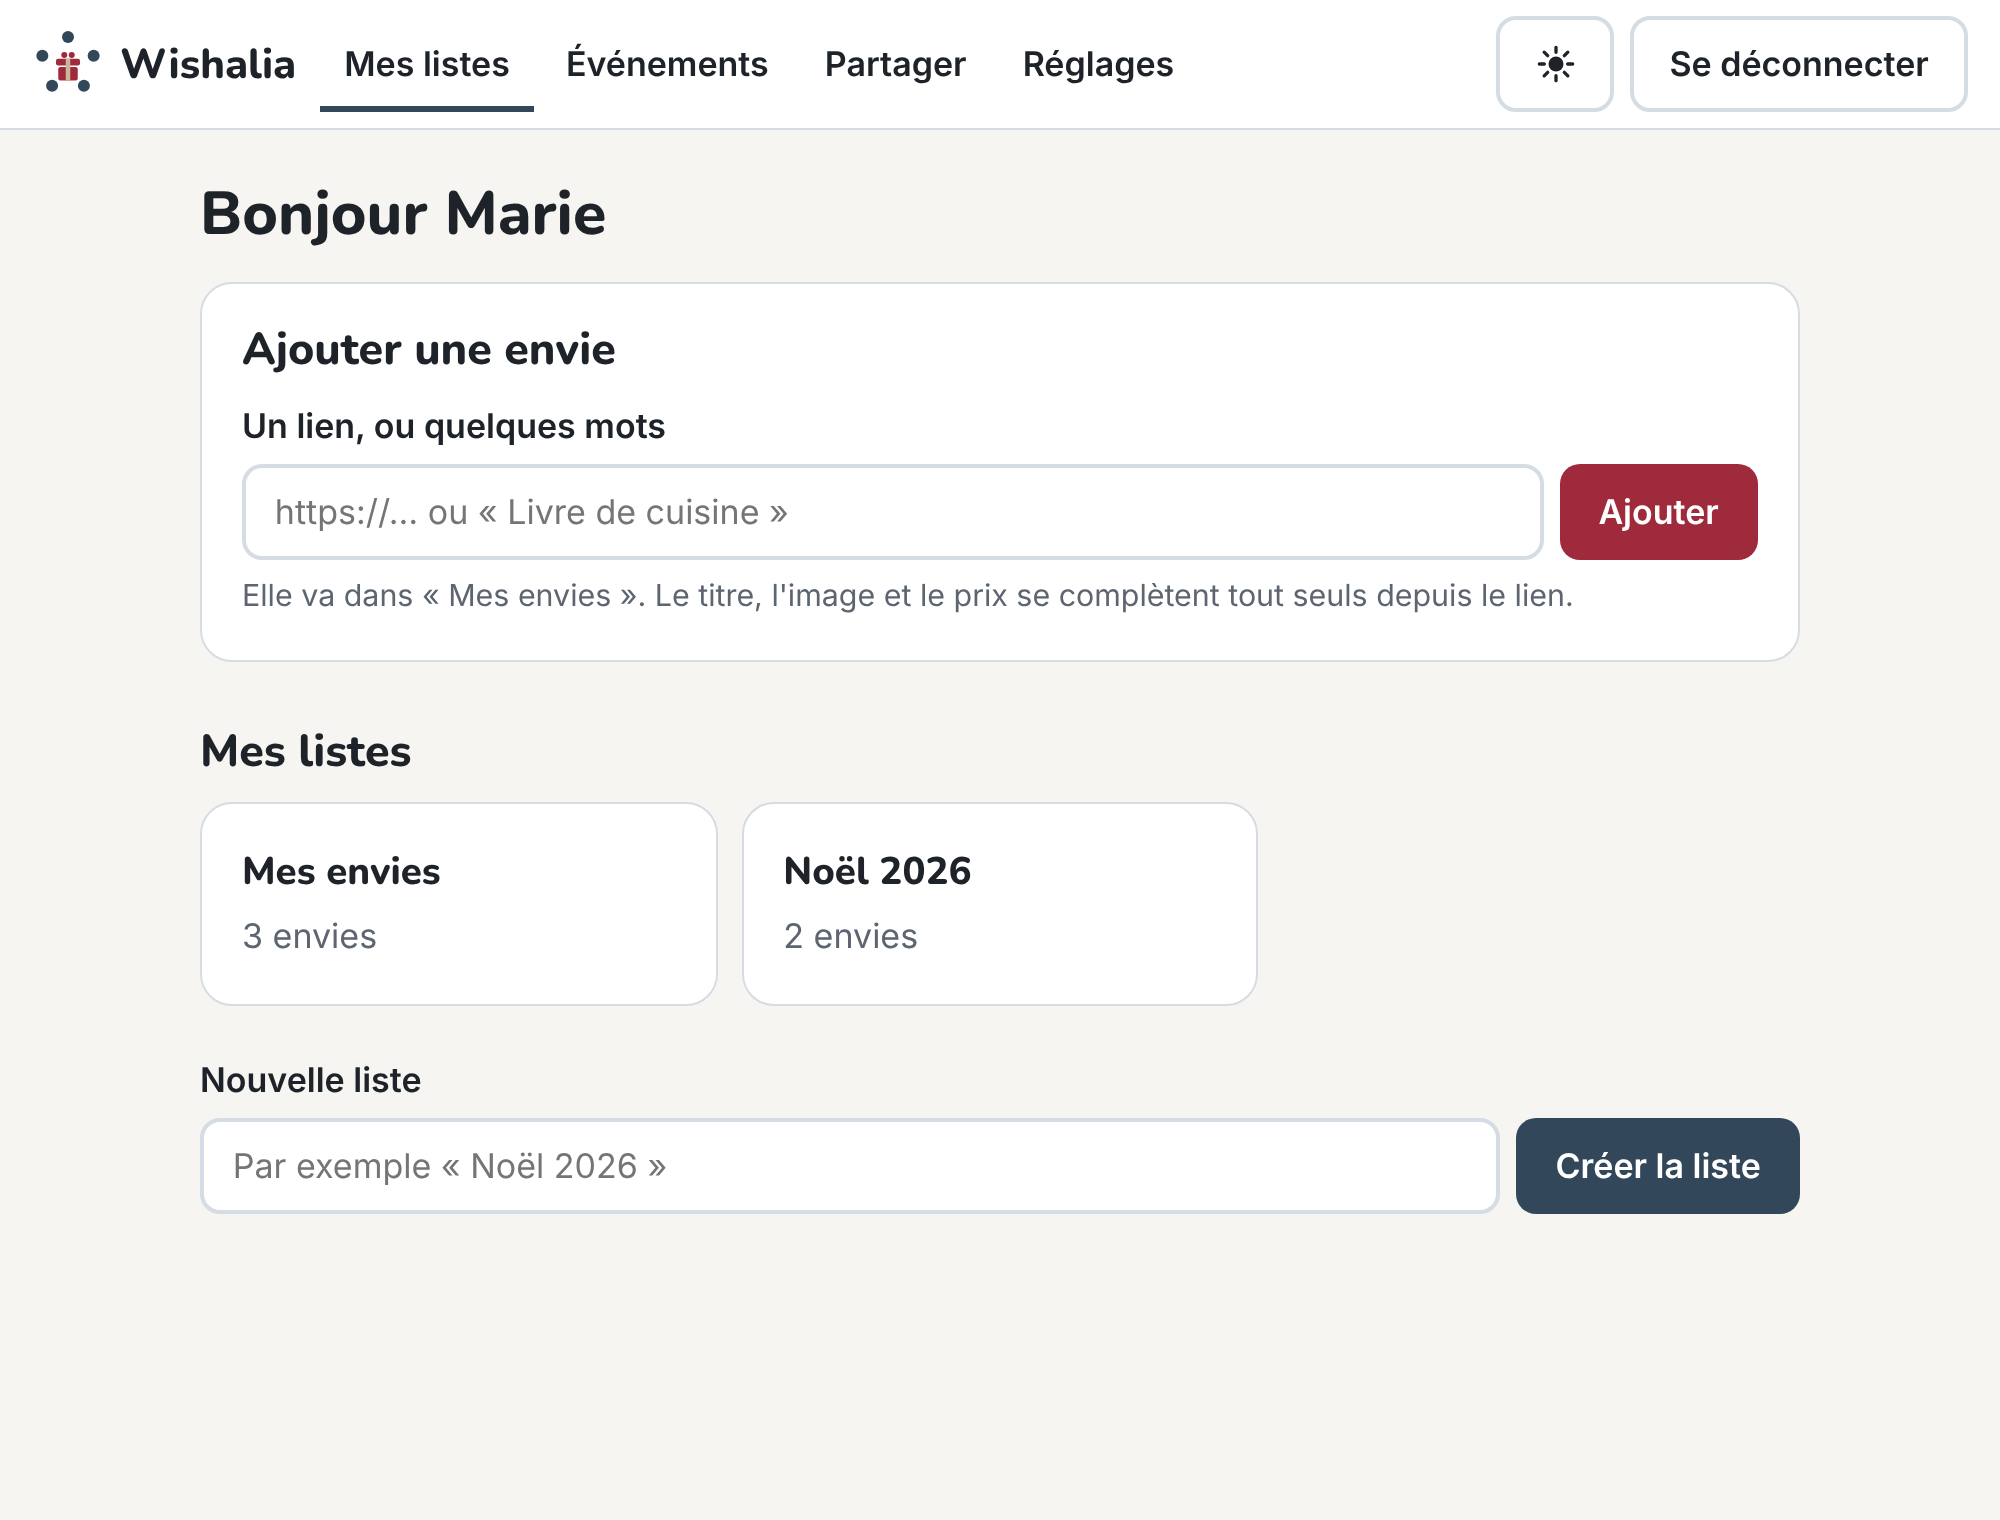 Wishalia
Mes listes
Événements
Partager
Réglages
Se déconnecter
Bonjour Marie
Ajouter une envie
Un lien, ou quelques mots
https://... ou « Livre de cuisine »
Ajouter
Elle va dans « Mes envies ». Le titre, l'image et le prix se complètent tout seuls depuis le lien.
Mes listes
Mes envies
3 envies
Noël 2026
2 envies
Nouvelle liste
Par exemple « Noël 2026 »
Créer la liste